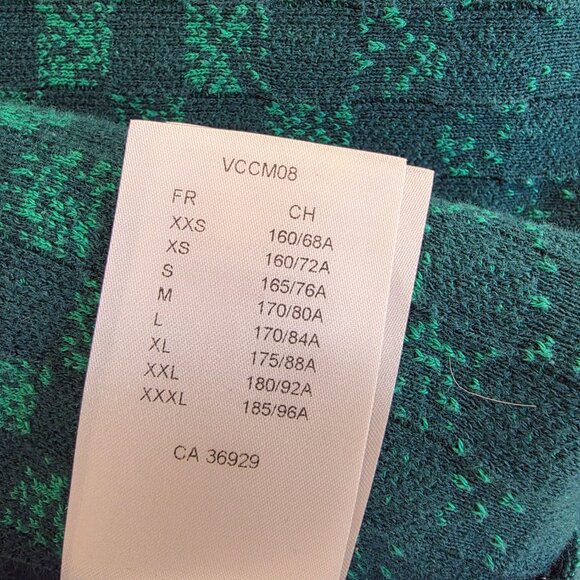 VCCM08
FR CH
XXS 160/68A
XS 160/72A
S 165/76A
M 170/80A
L 170/84A
XL 175/88A
XXL 180/92A
XXXL 185/96A
CA 36929